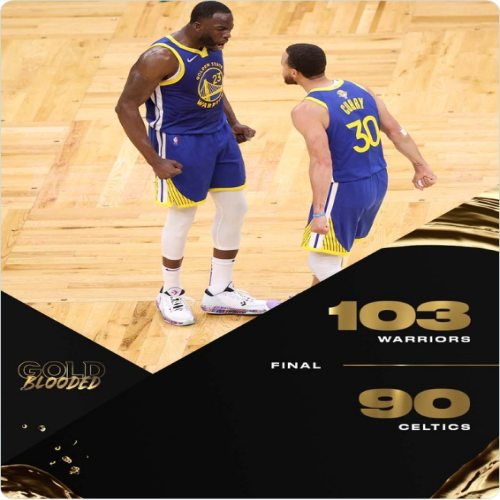 GOLDEN STATE
23
WARRIORS
CURRY
30
103
WARRIORS
FINAL
90
CELTICS
GOLD
BLOODED